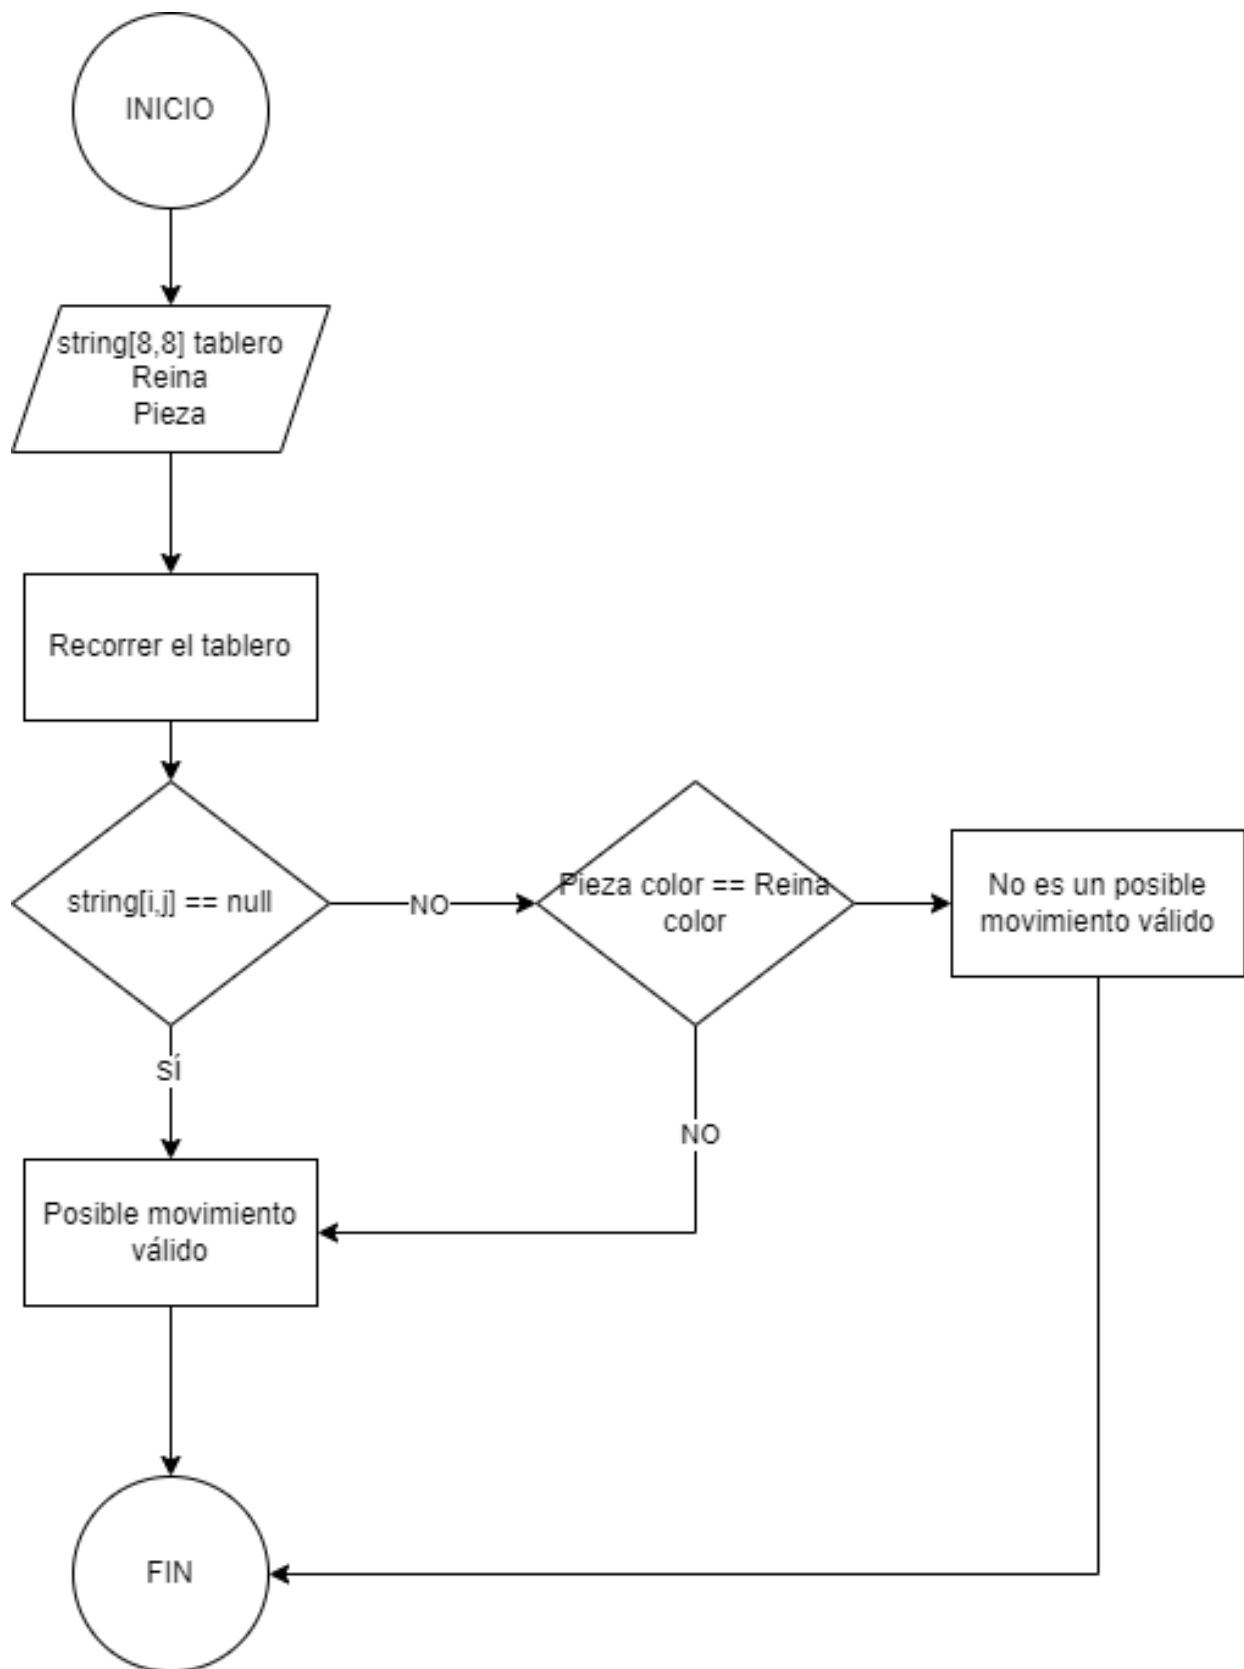 INICIO
string[8,8] tablero
Reina
Pieza
Recorrer el tablero
string[i,j] == null
NO
Pieza color == Reina
color
No es un posible
movimiento válido
SÍ
NO
Posible movimiento
válido
FIN